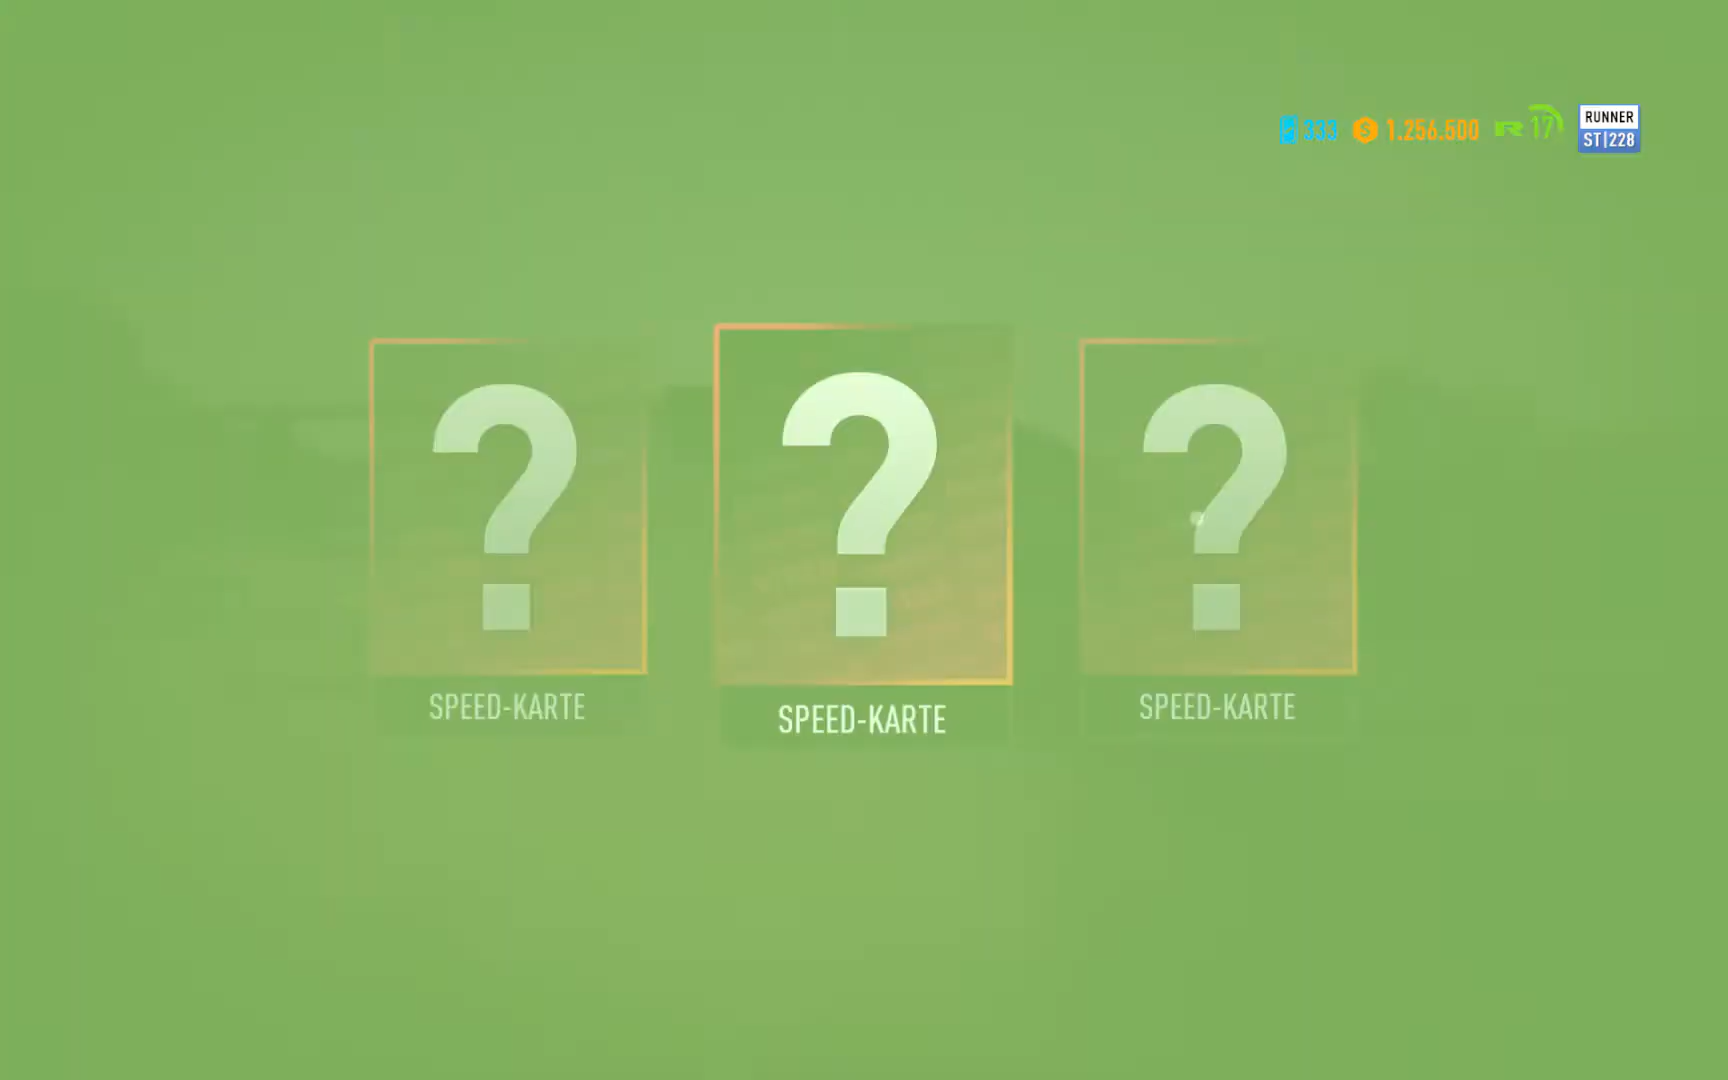 333 1.256.500 R 17 RUNNER
ST|228
?
?
?
SPEED-KARTE
SPEED-KARTE
SPEED-KARTE